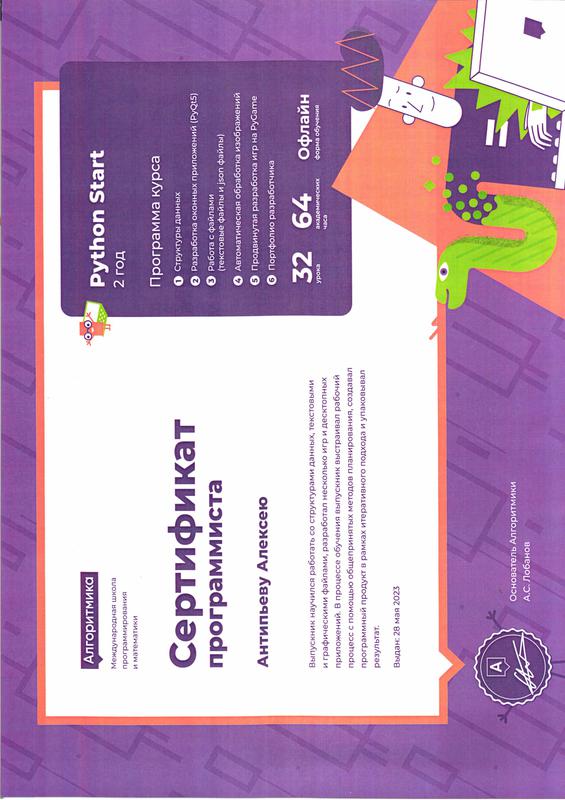 Алгоритмика
Международная школа
программирования
и математики
Сертификат
программиста
Антипьеву Алексею
Выпускник научился работать со структурами данных, текстовыми
и графическими файлами, разработал несколько игр и десктопных
приложений. В процессе обучения выпускник выстраивал рабочий
процесс с помощью общепринятых методов планирования, создавал
программный продукт в рамках итеративного подхода и упаковывал
результат.
Выдан: 28 мая 2023
Основатель Алгоритмики
А.С. Лобанов
Python Start
2 год
Программа курса
1 Структуры данных
2 Разработка оконных приложений (PyQt5)
3 Работа с файлами
(текстовые файлы и json файлы)
4 Автоматическая обработка изображений
5 Продвинутая разработка игр на PyGame
6 Портфолио разработчика
32
урока
64
академических
часа
Офлайн
форма обучения